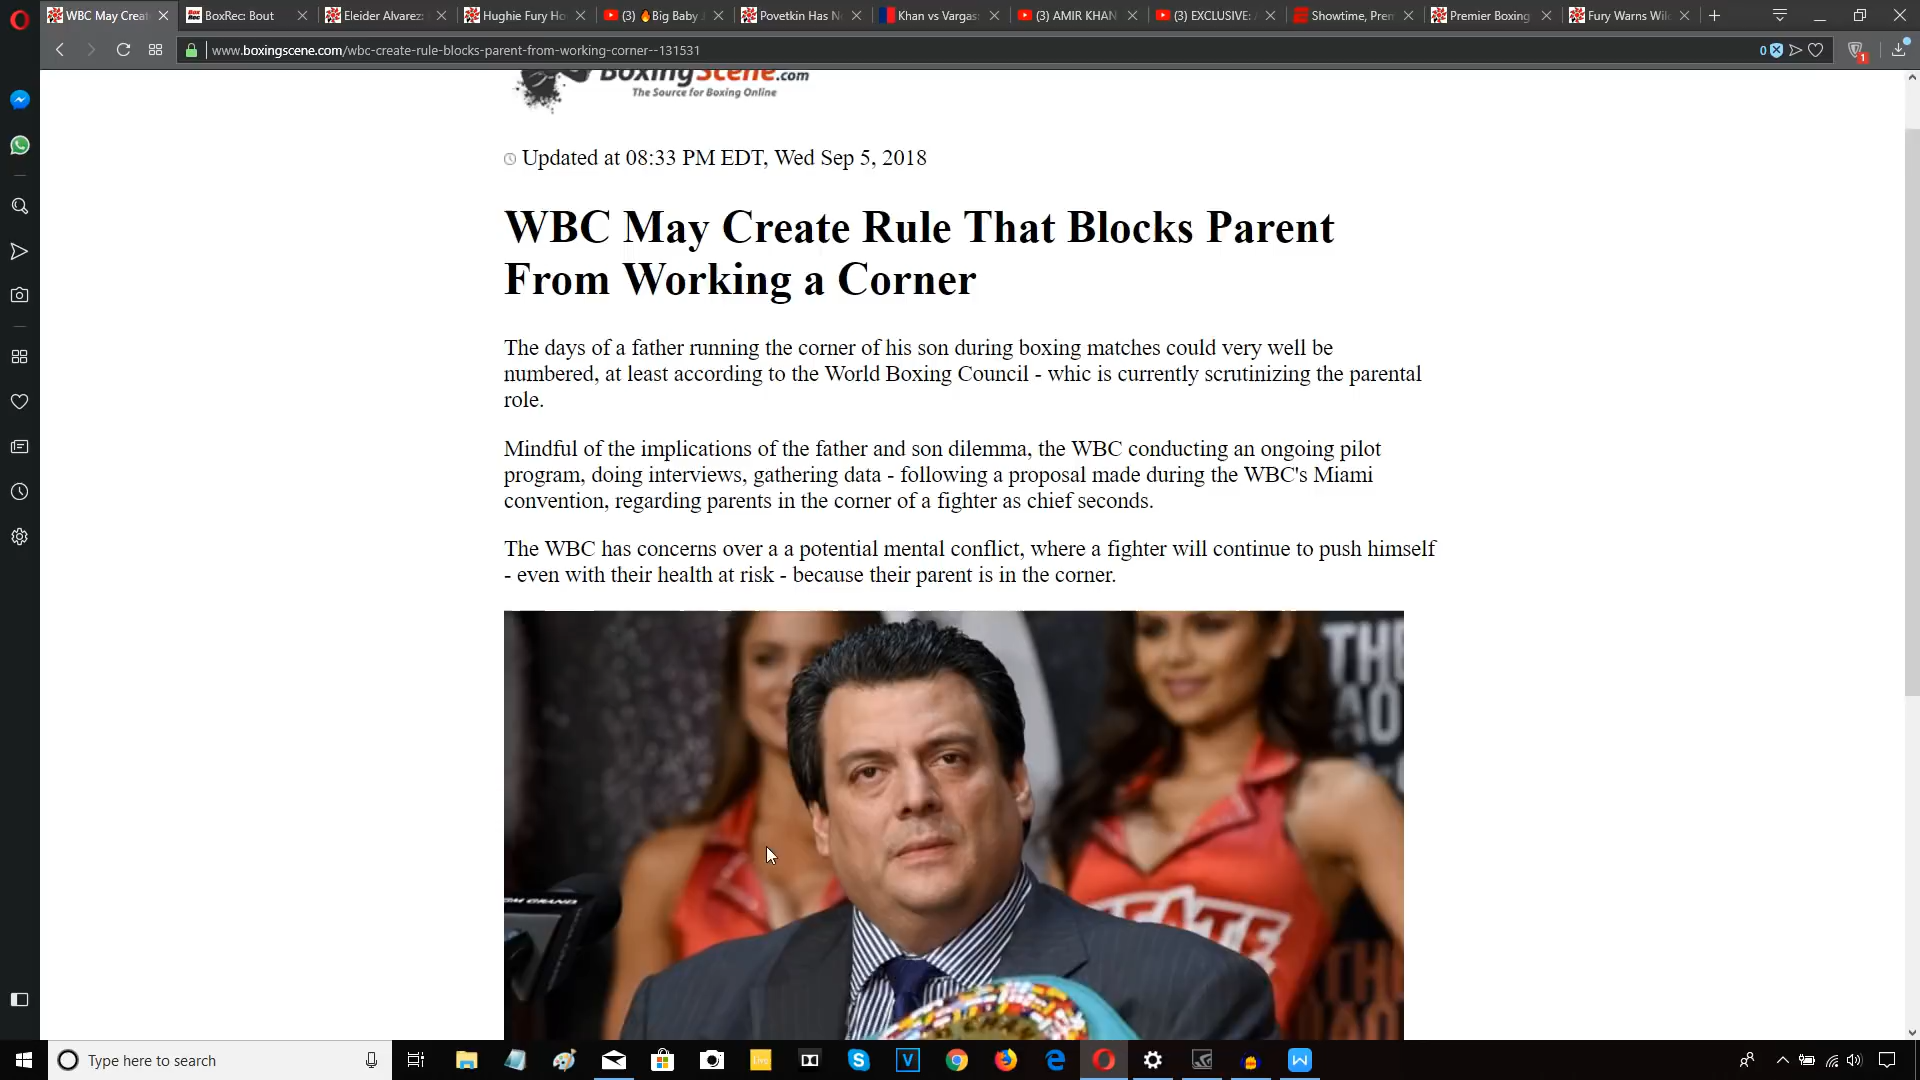 WBC May Creat
BoxRec: Bout
Eleider Alvarez:
Hughie Fury Ho
(3) 🔥Big Baby J
Povetkin Has N
Khan vs Vargas
(3) AMIR KHAN
(3) EXCLUSIVE: A
Showtime, Prem
Premier Boxing
Fury Warns Wil
www.boxingscene.com/wbc-create-rule-blocks-parent-from-working-corner--131531
0
1
BoxingScene.com
The Source for Boxing Online
Updated at 08:33 PM EDT, Wed Sep 5, 2018
WBC May Create Rule That Blocks Parent
From Working a Corner
The days of a father running the corner of his son during boxing matches could very well be
numbered, at least according to the World Boxing Council - whic is currently scrutinizing the parental
role.
Mindful of the implications of the father and son dilemma, the WBC conducting an ongoing pilot
program, doing interviews, gathering data - following a proposal made during the WBC's Miami
convention, regarding parents in the corner of a fighter as chief seconds.
The WBC has concerns over a a potential mental conflict, where a fighter will continue to push himself
- even with their health at risk - because their parent is in the corner.
THE
GM GRAND
Type here to search